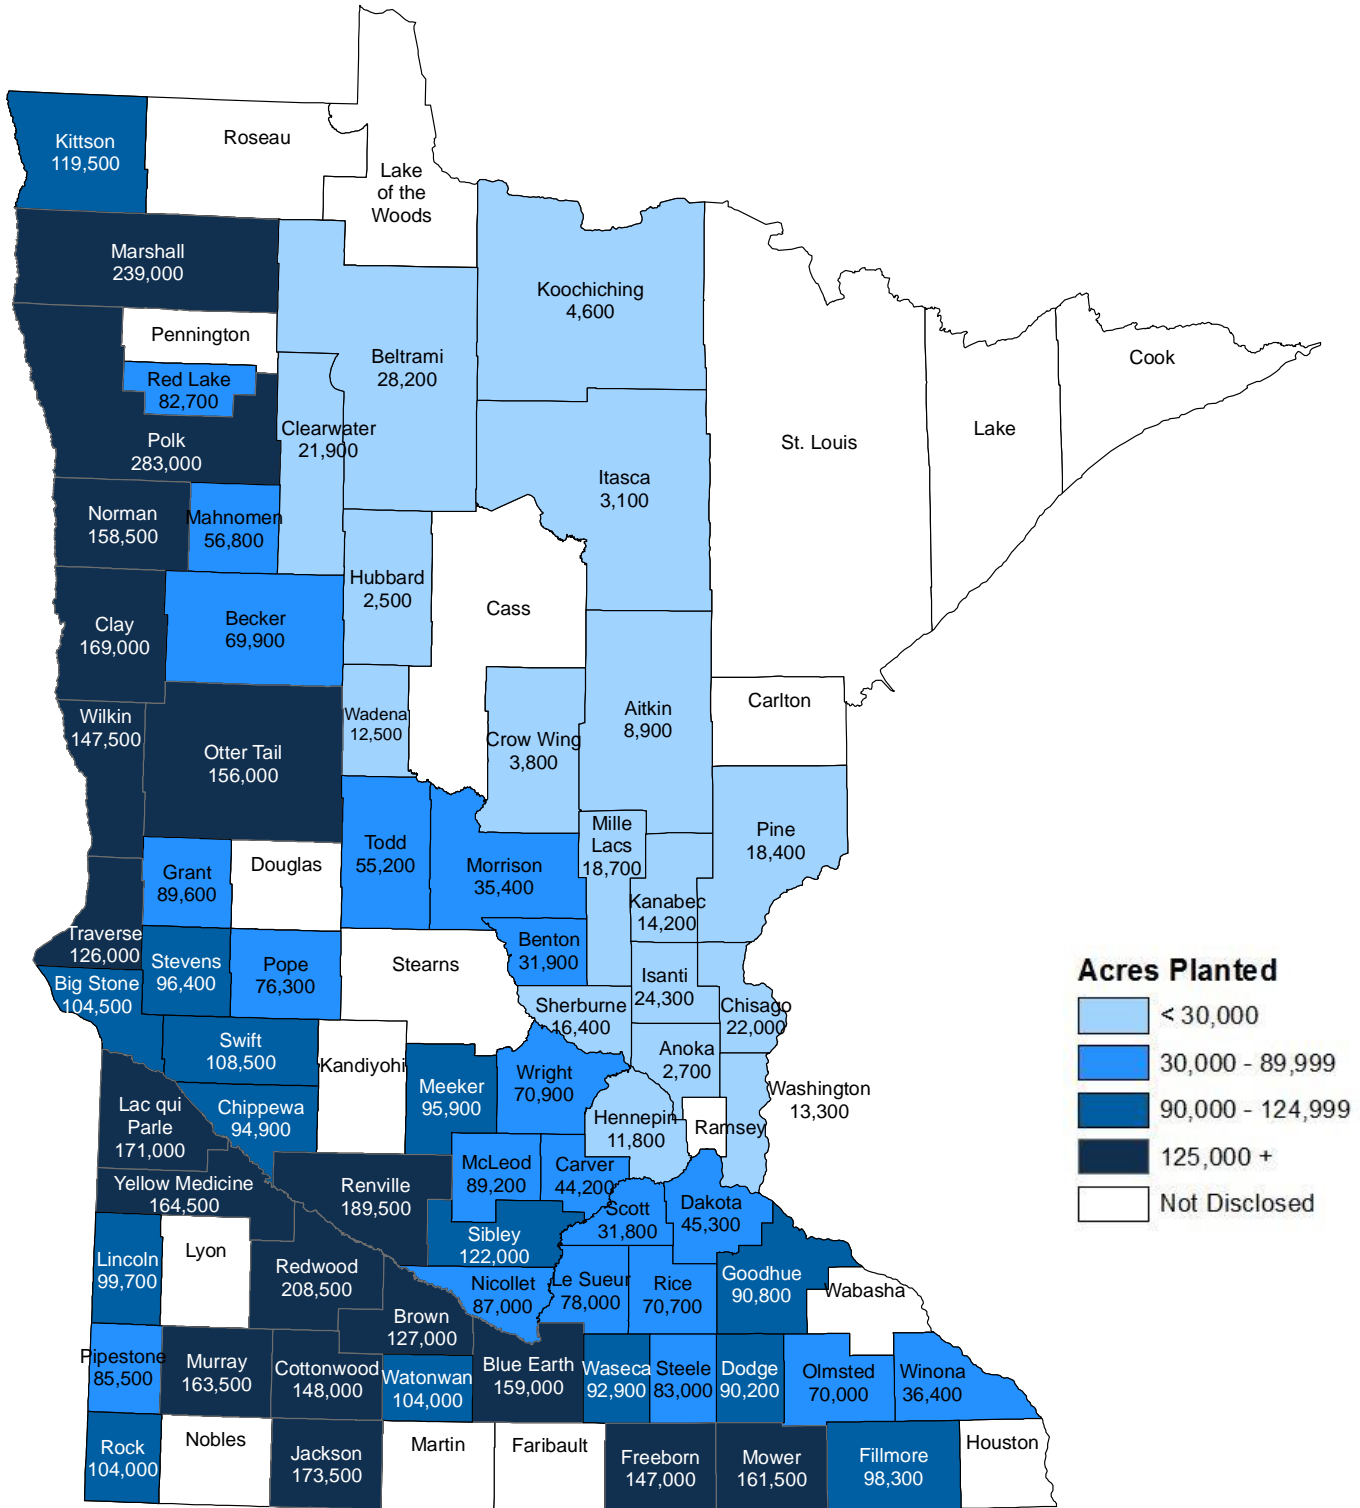 Kittson
119,500
Roseau
Lake
of the
Woods
Marshall
239,000
Koochiching
4,600
Pennington
Red Lake
82,700
Beltrami
28,200
Cook
Lake
St. Louis
Clearwater
21,900
Polk
283,000
Itasca
3,100
Norman
158,500
Mahnomen
56,800
Hubbard
2,500
Cass
Clay
169,000
Becker
69,900
Wilkin
147,500
Otter Tail
156,000
Wadena
12,500
Crow Wing
3,800
Aitkin
8,900
Carlton
Todd
55,200
Morrison
35,400
Mille
Lacs
18,700
Pine
18,400
Grant
89,600
Douglas
Kanabec
14,200
Traverse
126,000
Stevens
96,400
Pope
76,300
Stearns
Benton
31,900
Isanti
24,300
Big Stone
104,500
Sherburne
16,400
Chisago
22,000
Swift
108,500
Kandiyohi
Anoka
2,700
Meeker
95,900
Wright
70,900
Washington
13,300
Lac qui
Parle
171,000
Chippewa
94,900
Hennepin
11,800
Ramsey
Yellow Medicine
164,500
Renville
189,500
McLeod
89,200
Carver
44,200
Scott
31,800
Dakota
45,300
Sibley
122,000
Lincoln
99,700
Lyon
Redwood
208,500
Nicollet
87,000
Le Sueur
78,000
Rice
70,700
Goodhue
90,800
Wabasha
Brown
127,000
Pipestone
85,500
Murray
163,500
Cottonwood
148,000
Watonwan
104,000
Blue Earth
159,000
Waseca
92,900
Steele
83,000
Dodge
90,200
Olmsted
70,000
Winona
36,400
Rock
104,000
Nobles
Jackson
173,500
Martin
Faribault
Freeborn
147,000
Mower
161,500
Fillmore
98,300
Houston
Acres Planted
< 30,000
30,000 - 89,999
90,000 - 124,999
125,000 +
Not Disclosed